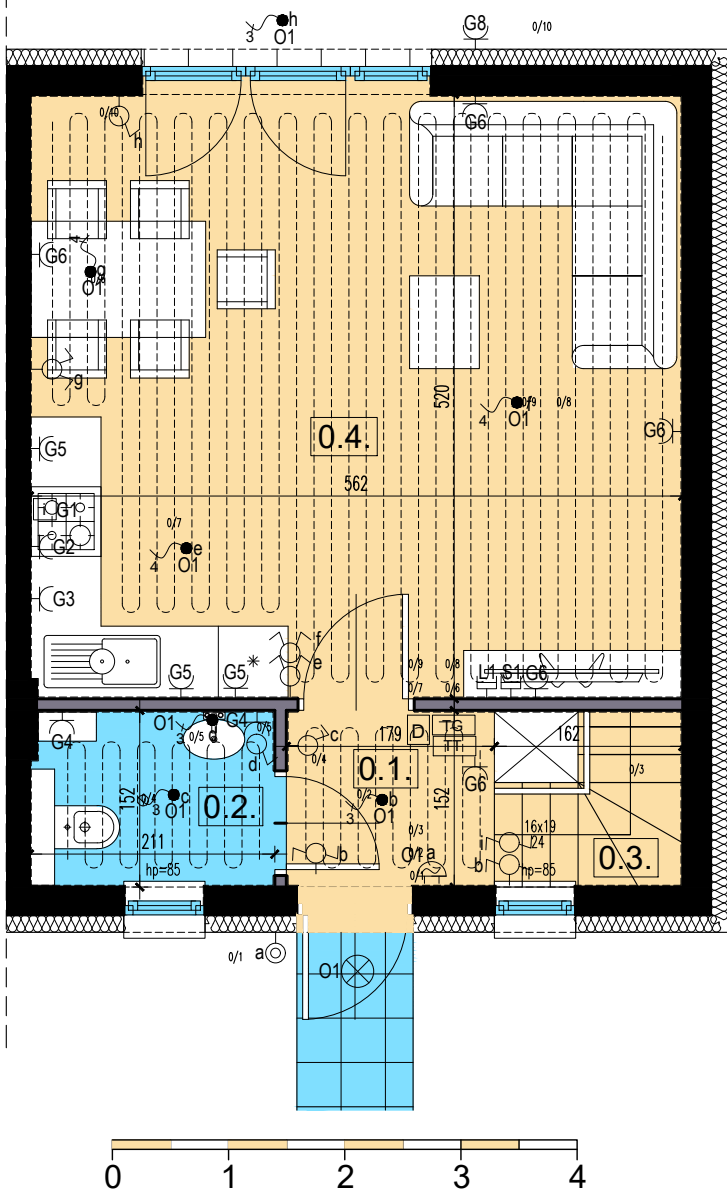 h
3
O1
G8
0/10
0/10
h
G6
G6
4
g
O1
g
520
4
f
O1
0/9
0/8
G5
G6
0.4.
562
G1
0/7
G2
4
e
O1
G3
f
e
G5
G5
0/9
0/8
L1
S1
G6
0/7
0/6
O1
3
G4
G4
0/5
0/5
d
c
0/4
179
D
TG
TT
162
0.1.
G6
0/3
152
3
c
O1
0.2.
0/2
3
b
O1
152
211
hp=85
b
0/3
O1
a
0/1
16x19
24
b
hp=85
0.3.
0/1
a
O1
0
1
2
3
4